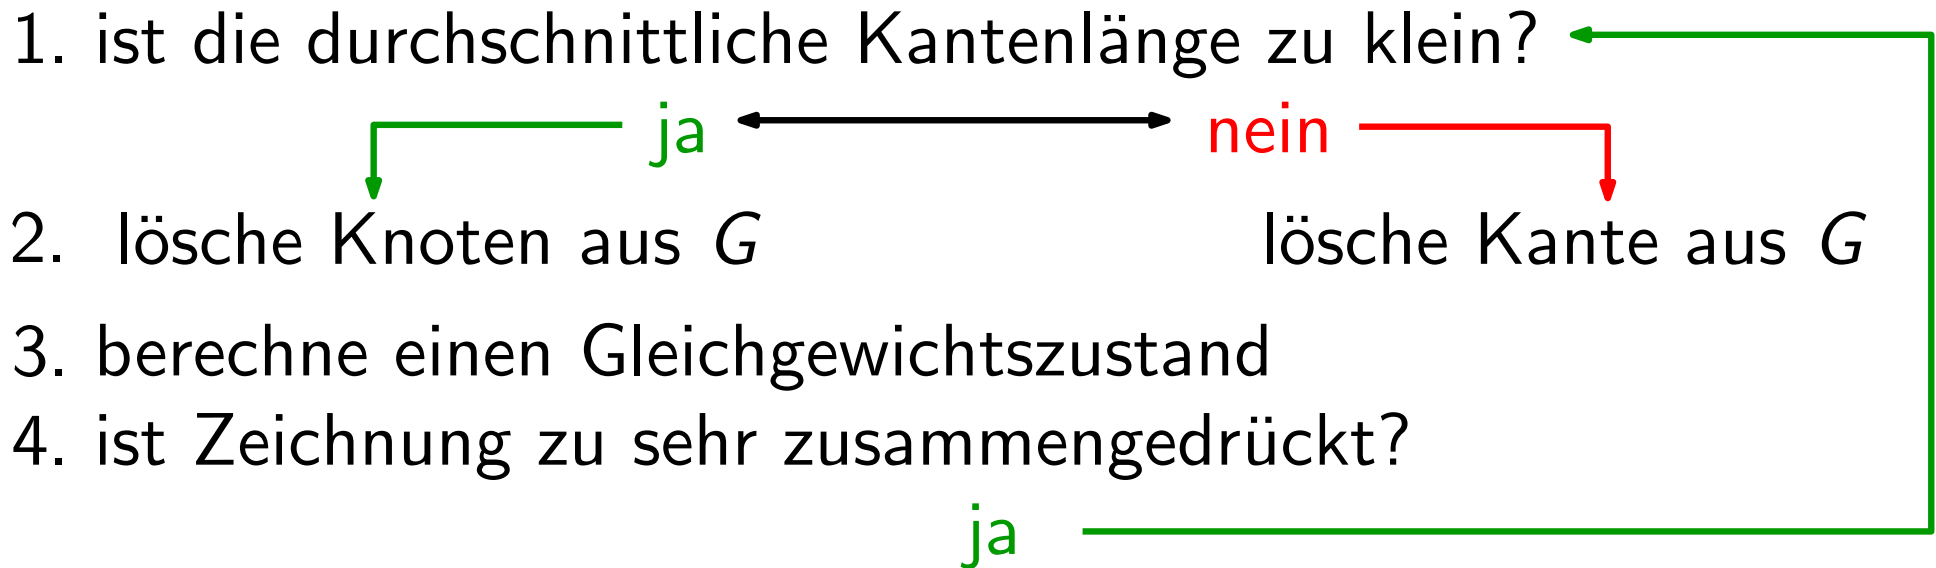 1. ist die durchschnittliche Kantenlänge zu klein?
ja nein
2. lösche Knoten aus G lösche Kante aus G
3. berechne einen Gleichgewichtszustand
4. ist Zeichnung zu sehr zusammengedrückt?
ja